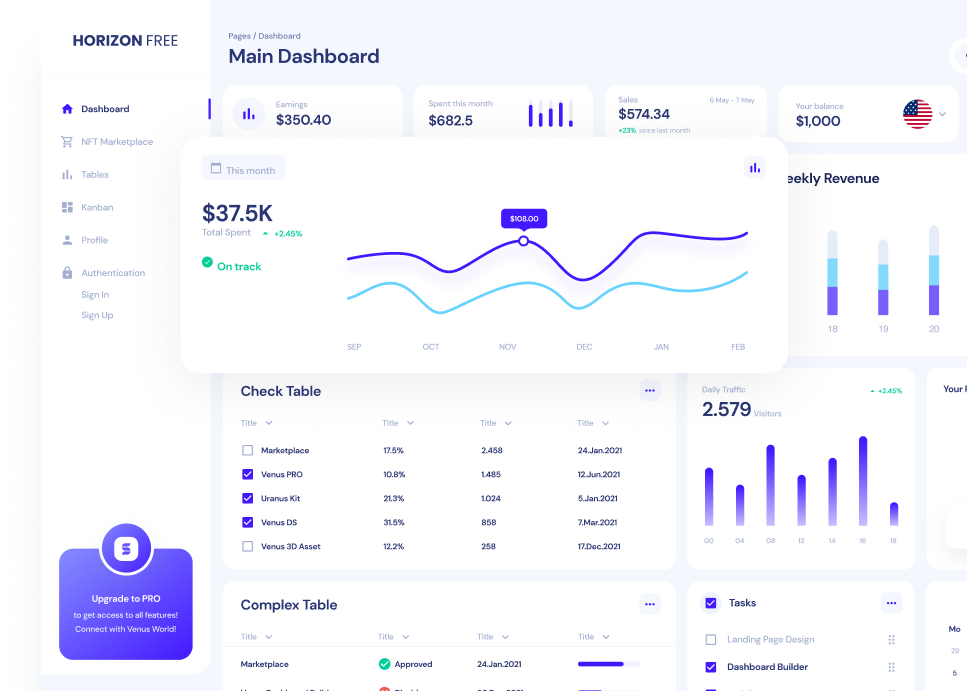 HORIZON FREE
Dashboard
NFT Marketplace
Tables
Kanban
Profile
Authentication
Sign In
Sign Up
Upgrade to PRO
to get access to all features!
Connect with Venus World!
Pages / Dashboard
Main Dashboard
Earnings
$350.40
Spent this month
$682.5
Sales
6 May - 7 May
$574.34
+23% since last month
Your balance
$1,000
This month
$37.5K
Total Spent +2.45%
On track
$108.00
SEP OCT NOV DEC JAN FEB
eekly Revenue
18 19 20
Check Table
Title Title Title Title
Marketplace 17.5% 2.458 24.Jan.2021
Venus PRO 10.8% 1.485 12.Jun.2021
Uranus Kit 21.3% 1.024 5.Jan.2021
Venus DS 31.5% 858 7.Mar.2021
Venus 3D Asset 12.2% 258 17.Dec.2021
Daily Traffic +2.45%
2.579 Visitors
00 04 08 12 14 16 18
Your
Complex Table
Title Title Title Title
Marketplace Approved 24.Jan.2021
Tasks
Landing Page Design
Dashboard Builder
Mo
29
5